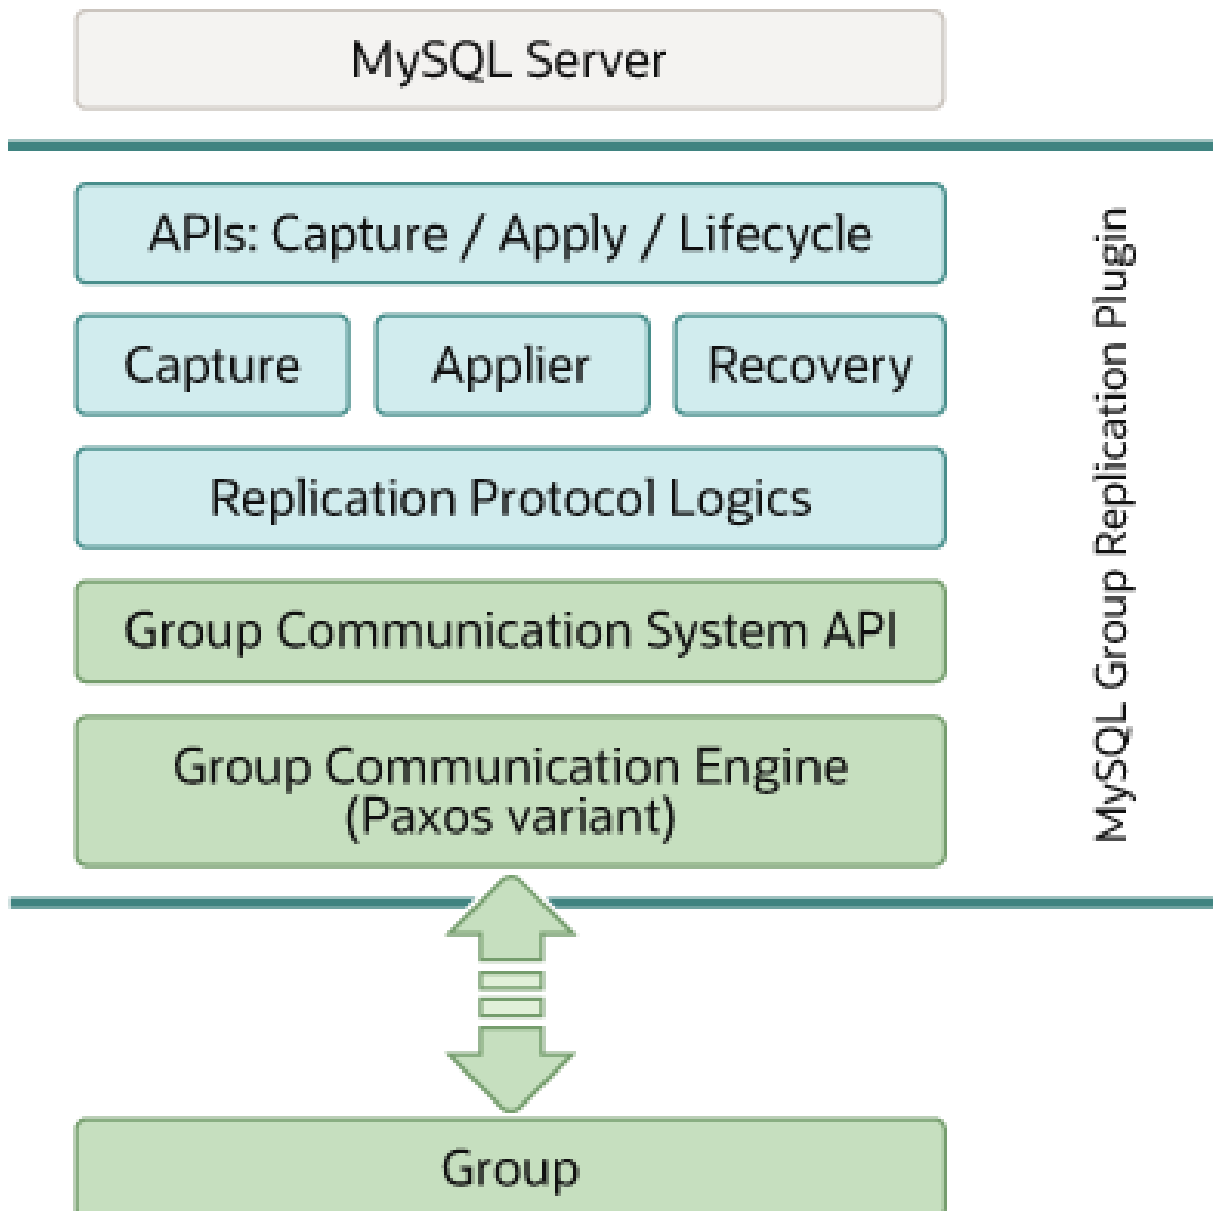 MySQL Server
APIs: Capture / Apply / Lifecycle
Capture
Applier
Recovery
Replication Protocol Logics
Group Communication System API
Group Communication Engine
(Paxos variant)
MySQL Group Replication Plugin
Group